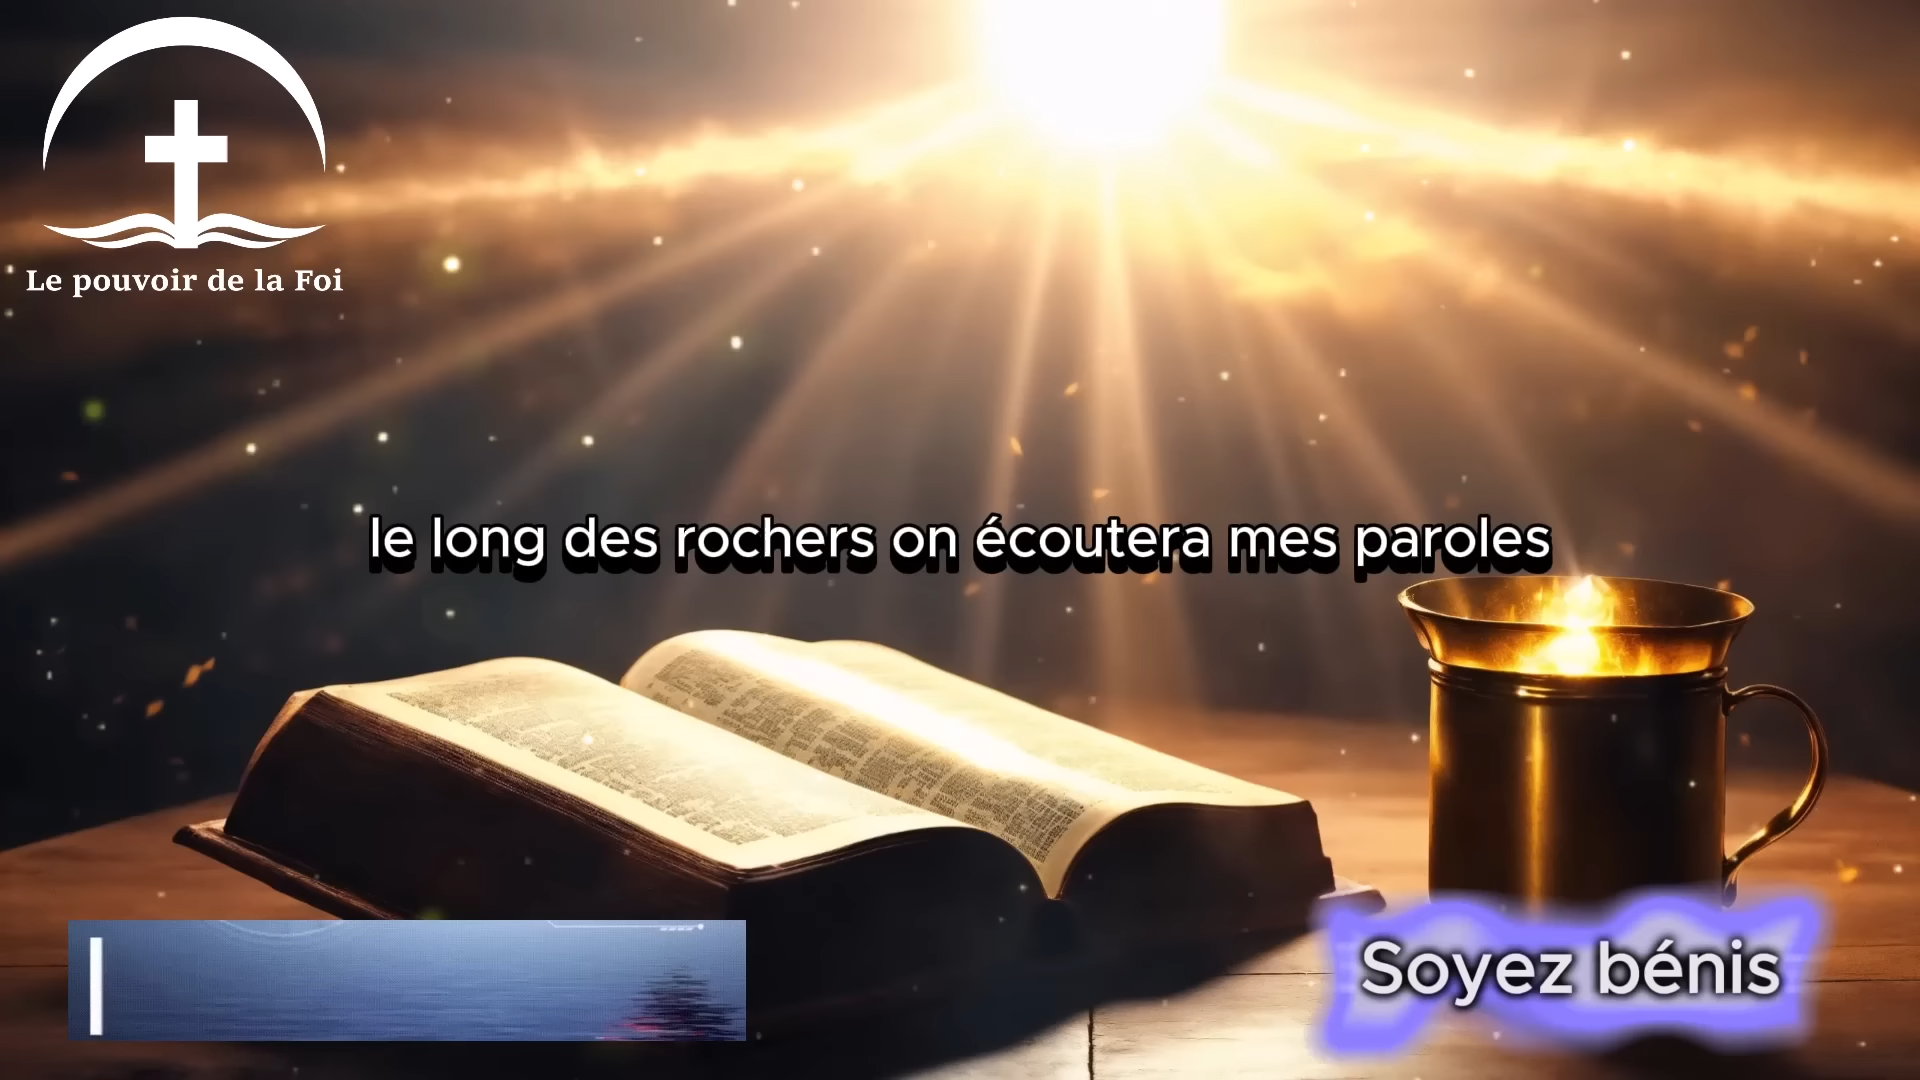 Le pouvoir de la Foi
le long des rochers on écoutera mes paroles
Soyez bénis